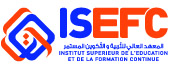 ISEFC
المعهد العالي للتربية والتكوين المستمر
INSTITUT SUPERIEUR DE L'EDUCATION
ET DE LA FORMATION CONTINUE